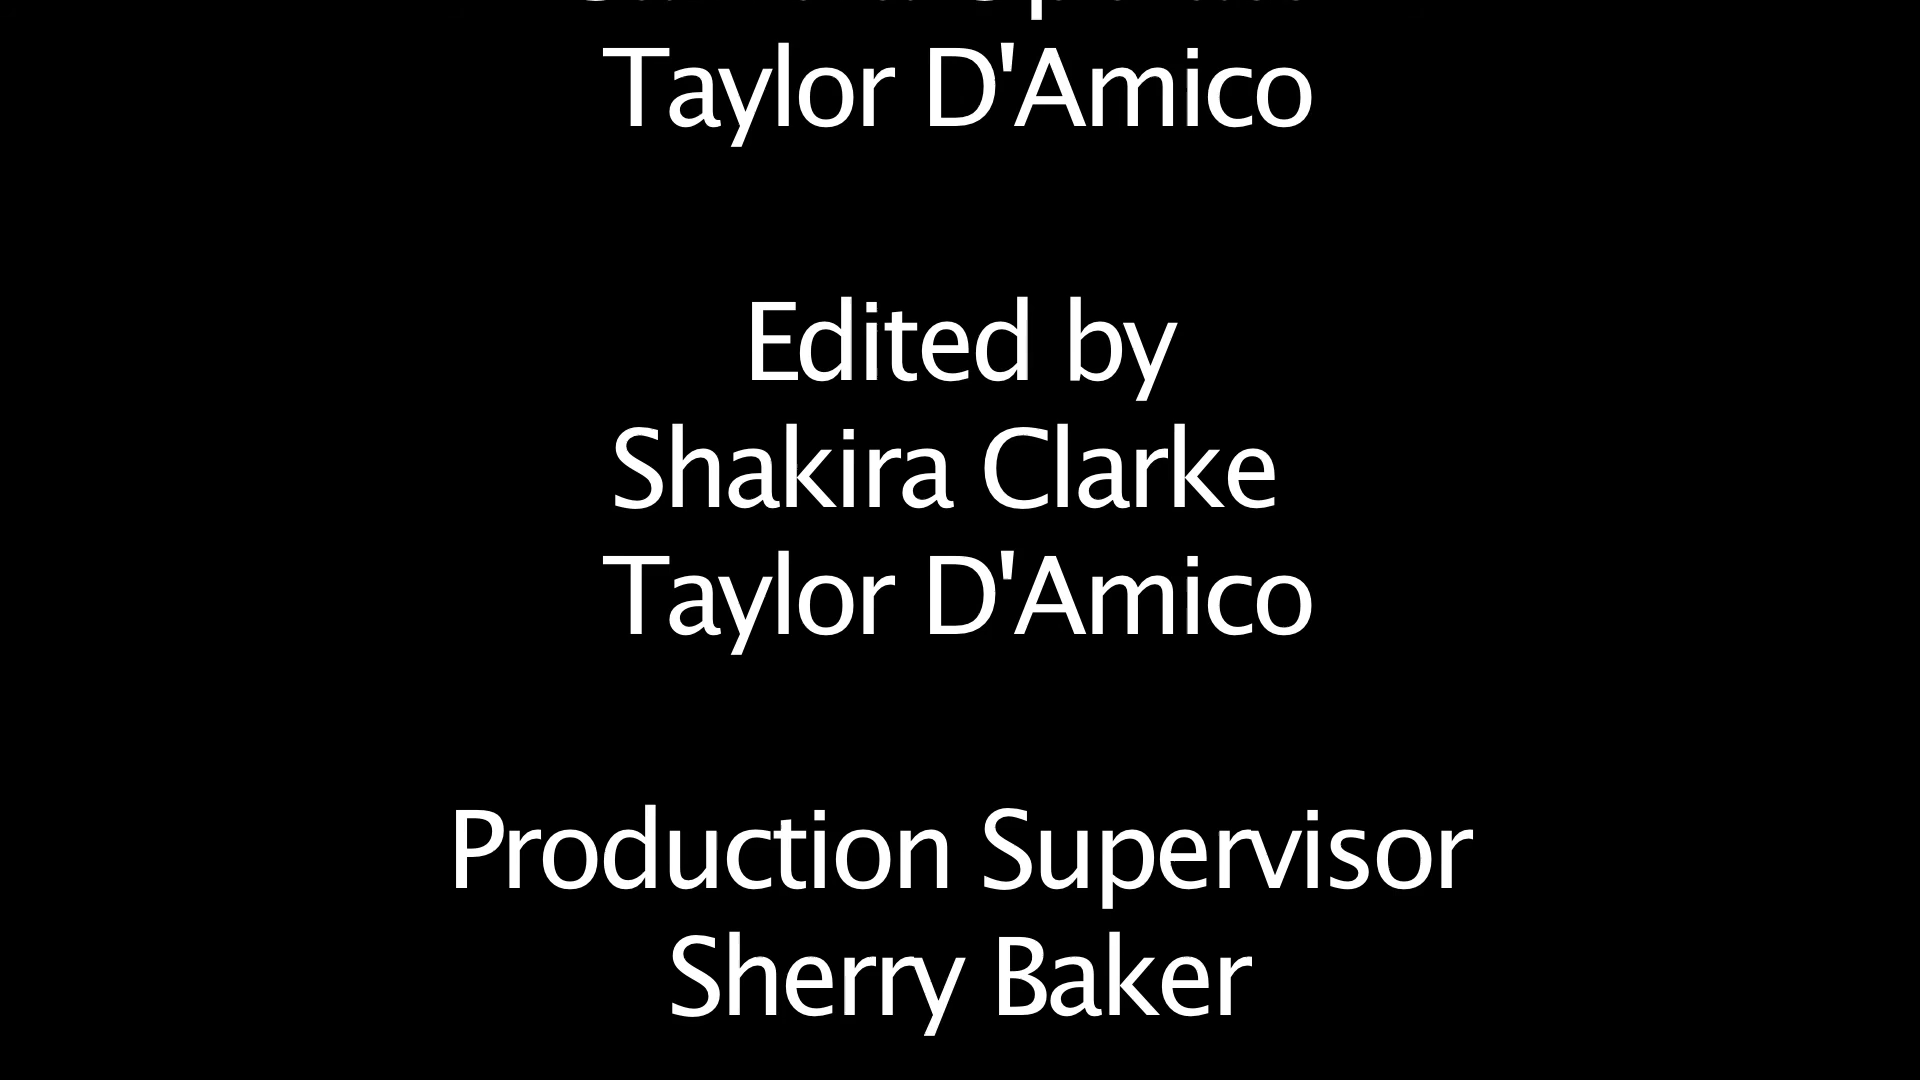 Taylor D'Amico
Edited by
Shakira Clarke
Taylor D'Amico
Production Supervisor
Sherry Baker